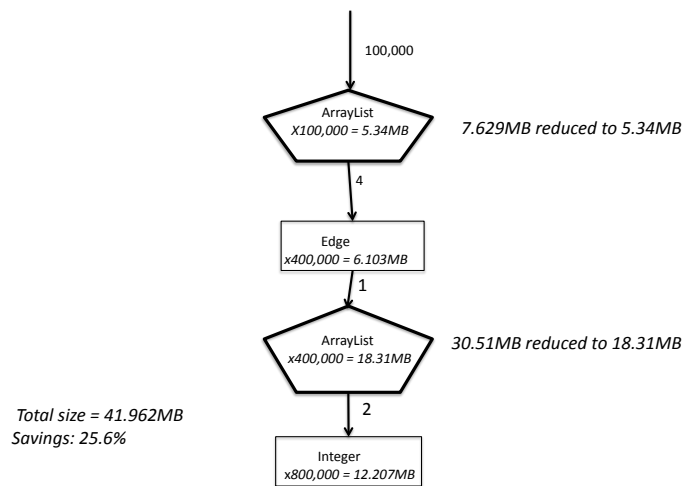 100,000
ArrayList
X100,000 = 5.34MB
7.629MB reduced to 5.34MB
4
Edge
x400,000 = 6.103MB
1
ArrayList
x400,000 = 18.31MB
30.51MB reduced to 18.31MB
2
Total size = 41.962MB
Savings: 25.6%
Integer
x800,000 = 12.207MB